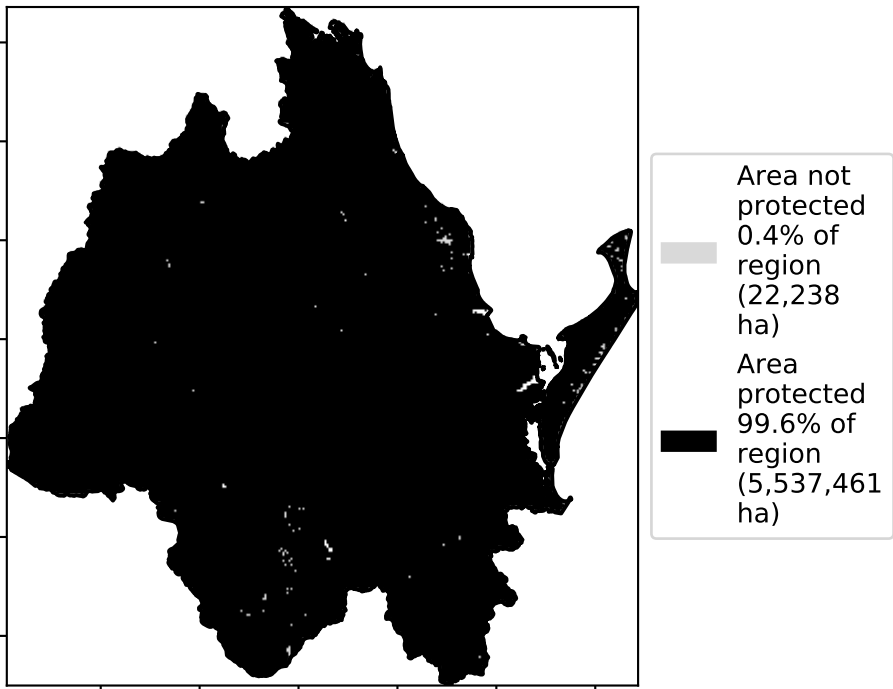 Area not
protected
0.4% of
region
(22,238
ha)
Area
protected
99.6% of
region
(5,537,461
ha)